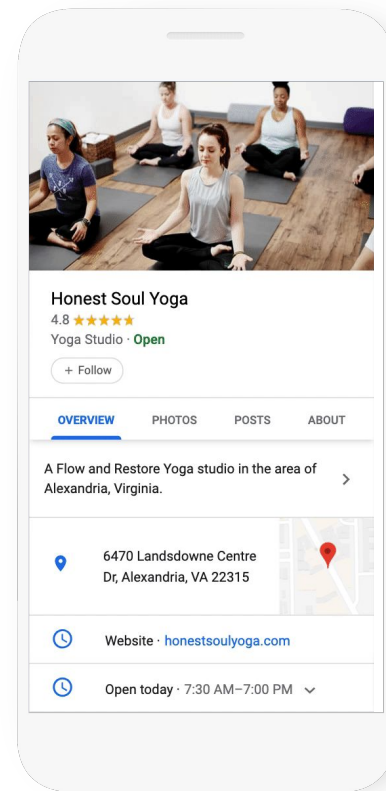 Honest Soul Yoga
4.8
Yoga Studio · Open
+ Follow
OVERVIEW PHOTOS POSTS ABOUT
A Flow and Restore Yoga studio in the area of
Alexandria, Virginia.
6470 Landsdowne Centre
Dr, Alexandria, VA 22315
Website · honestsoulyoga.com
Open today · 7:30 AM–7:00 PM